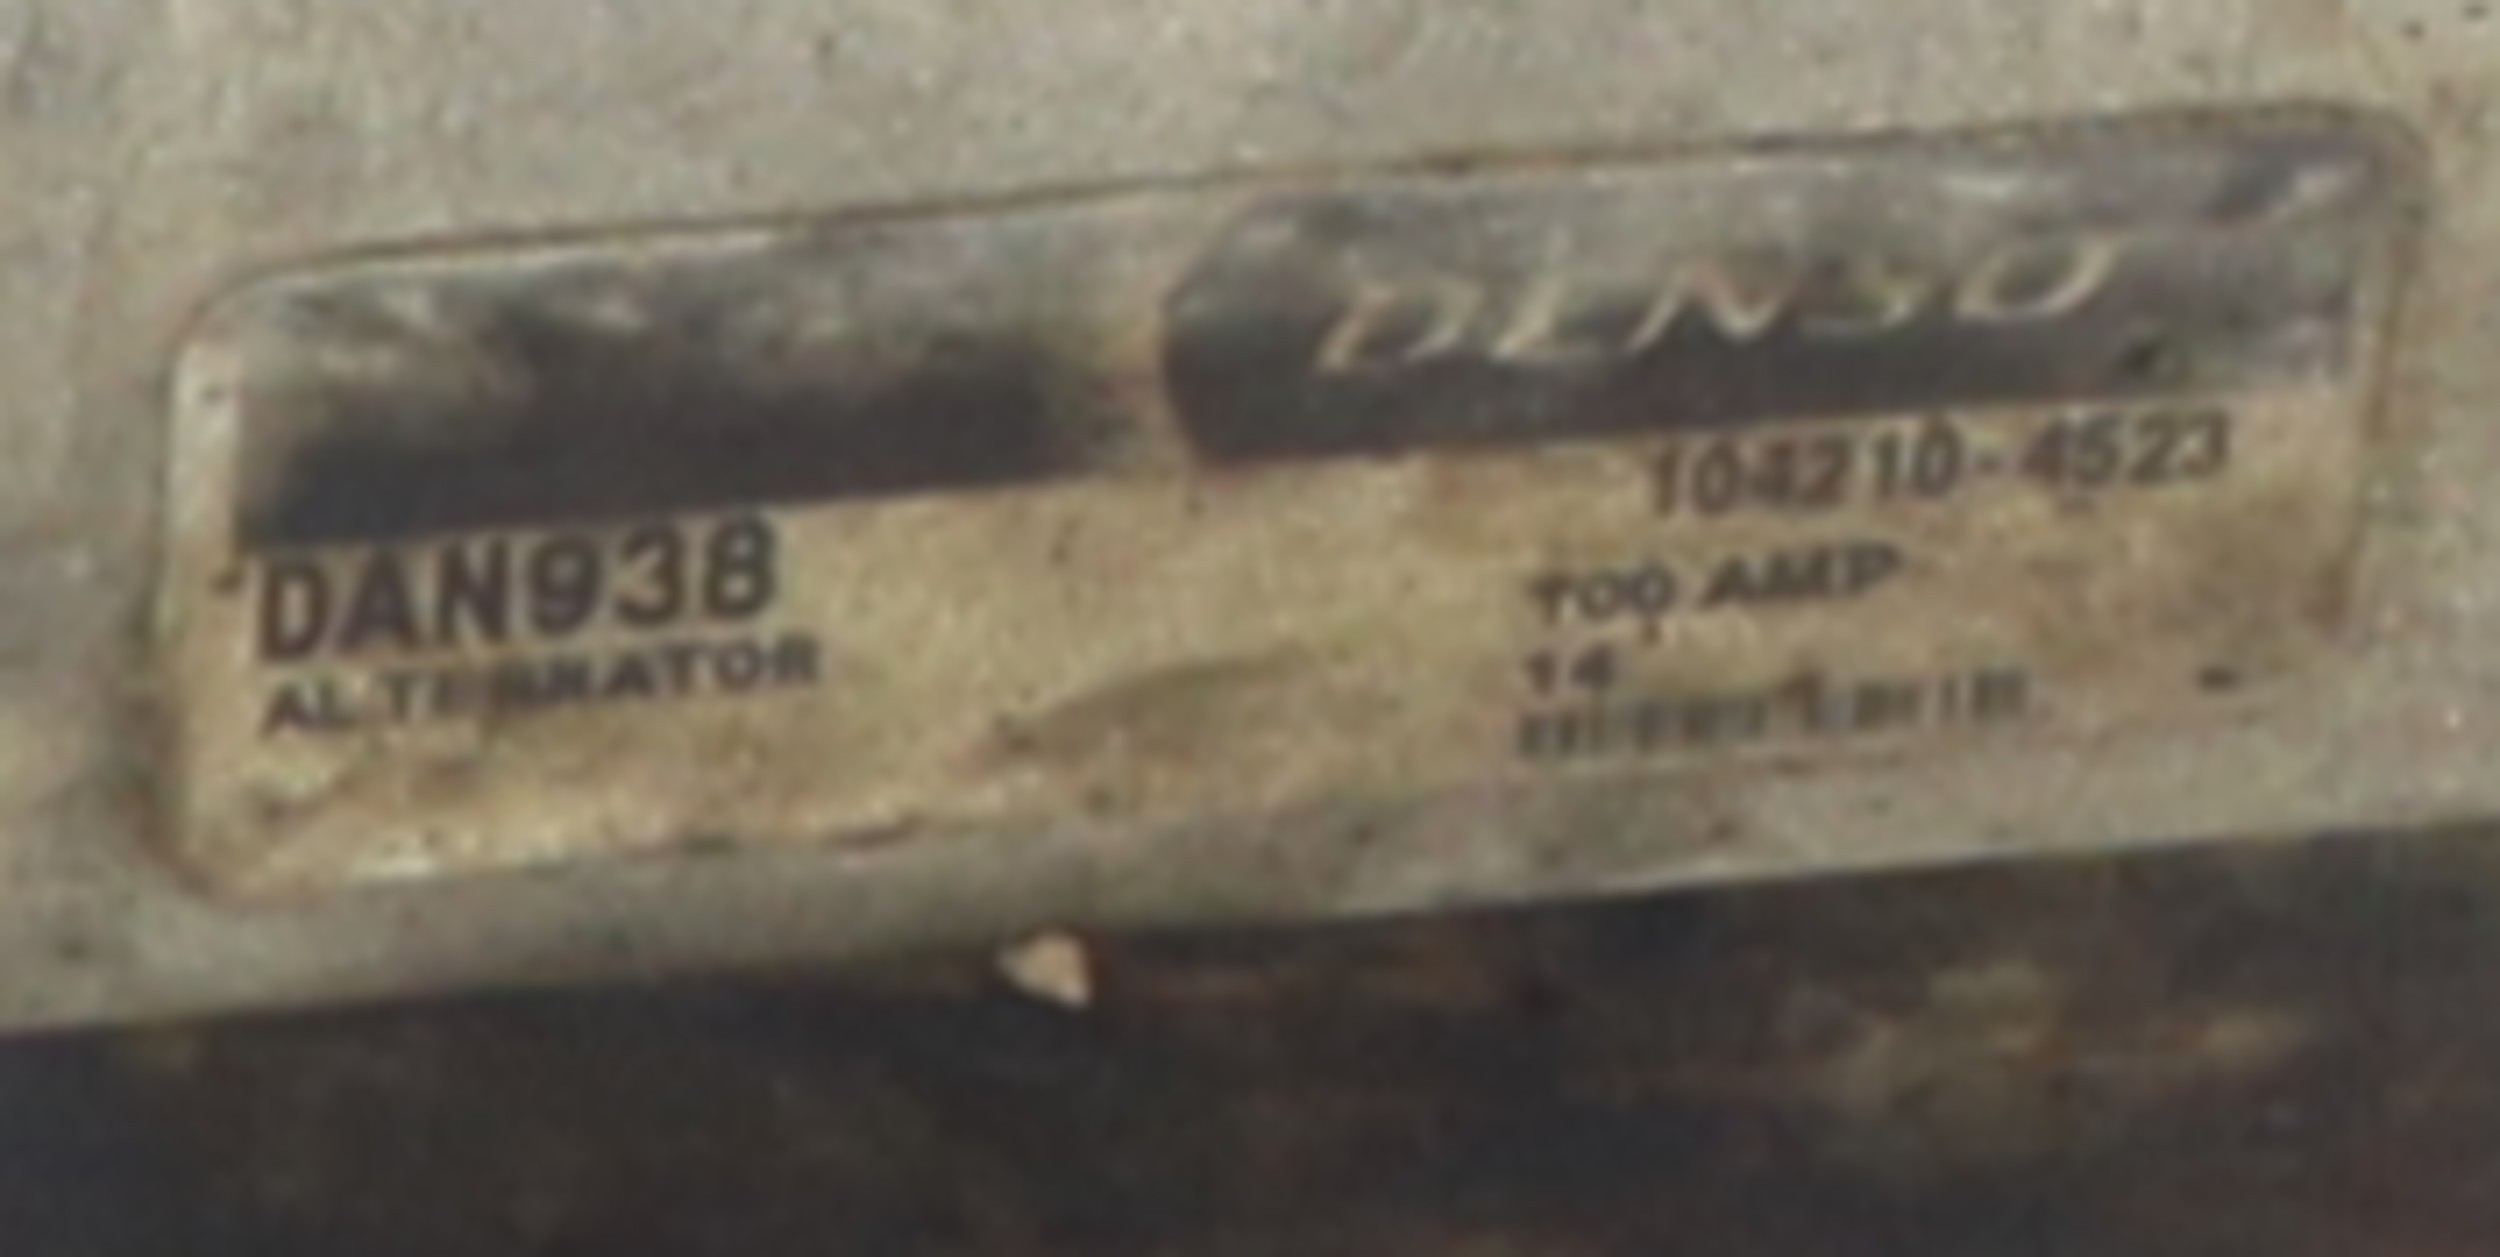 DENSO
104210-4523
DAN938
100 AMP
ALTERNATOR
14